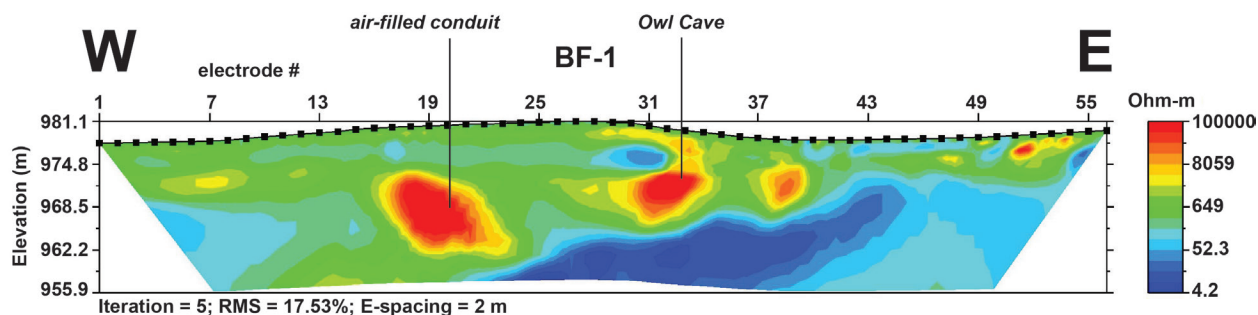 air-filled conduit
Owl Cave
W
BF-1
E
electrode #
1 7 13 19 25 31 37 43 49 55
Ohm-m
Elevation (m)
981.1
974.8
968.5
962.2
955.9
100000
8059
649
52.3
4.2
Iteration = 5; RMS = 17.53%; E-spacing = 2 m